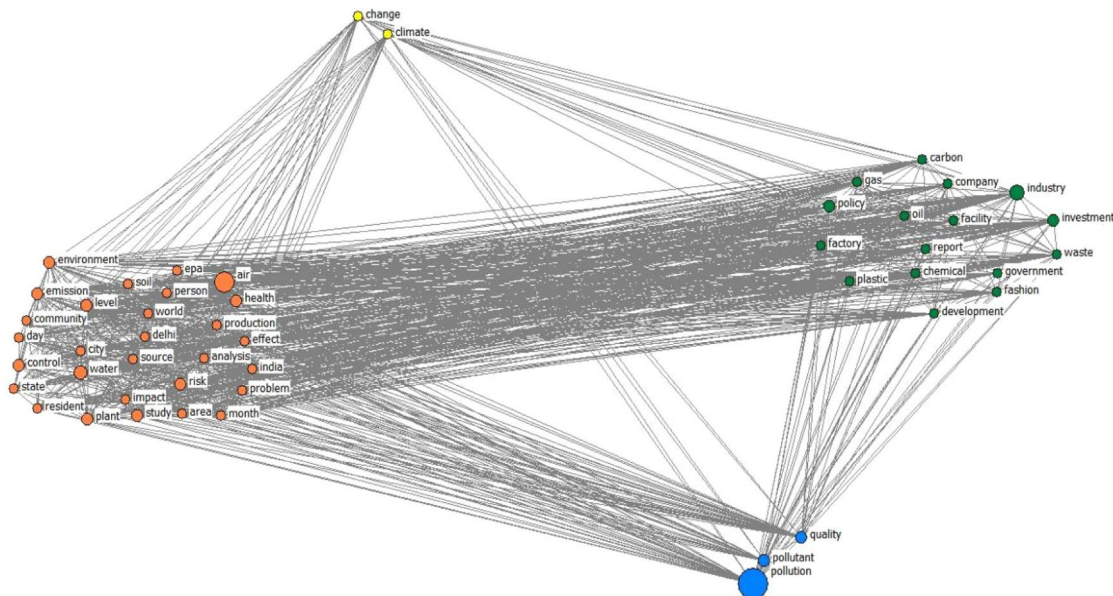 change
climate
carbon
gas
company
industry
policy
oil
facility
investment
factory
report
waste
plastic
chemical
government
fashion
development
environment
epa
air
soil
emission
person
level
health
community
world
production
day
delhi
effect
city
source
analysis
control
water
india
state
risk
problem
impact
resident
plant
study
area
month
quality
pollutant
pollution